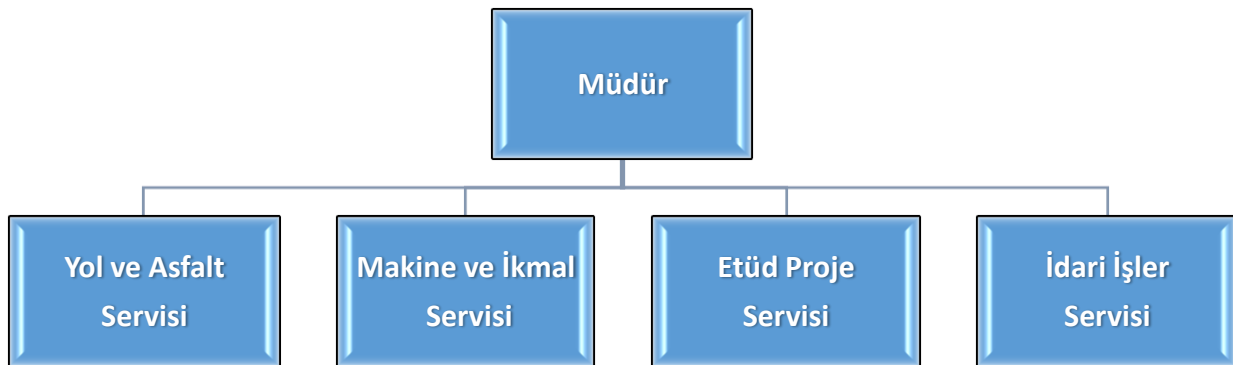 Müdür
Yol ve Asfalt
Servisi
Makine ve İkmal
Servisi
Etüd Proje
Servisi
İdari İşler
Servisi